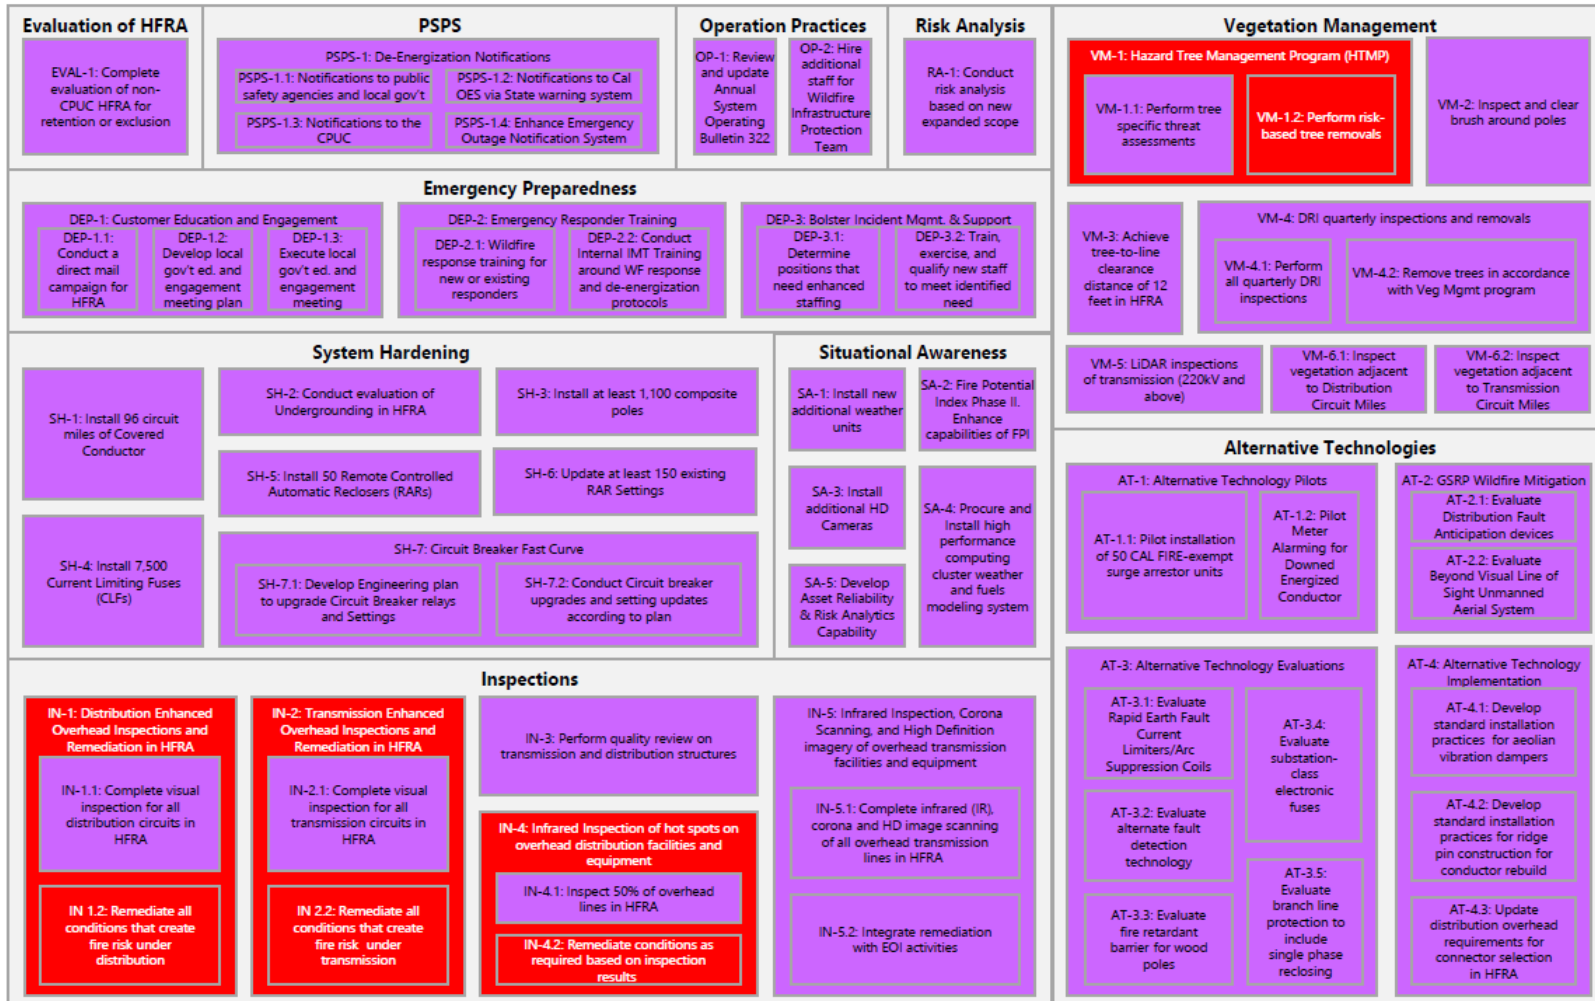 Evaluation of HFRA
EVAL-1: Complete
evaluation of non-
CPUC HFRA for
retention or exclusion
PSPS
PSPS-1: De-Energization Notifications
PSPS-1.1: Notifications to public
safety agencies and local gov't
PSPS-1.2: Notifications to Cal
OES via State warning system
PSPS-1.3: Notifications to the
CPUC
PSPS-1.4: Enhance Emergency
Outage Notification System
Operation Practices
OP-1: Review
and update
Annual
System
Operating
Bulletin 322
OP-2: Hire
additional
staff for
Wildfire
Infrastructure
Protection
Team
Risk Analysis
RA-1: Conduct
risk analysis
based on new
expanded scope
Emergency Preparedness
DEP-1: Customer Education and Engagement
DEP-1.1:
Conduct a
direct mail
campaign for
HFRA
DEP-1.2:
Develop local
gov't ed. and
engagement
meeting plan
DEP-1.3:
Execute local
gov't ed. and
engagement
meeting
DEP-2: Emergency Responder Training
DEP-2.1: Wildfire
response training for
new or existing
responders
DEP-2.2: Conduct
Internal IMT Training
around WF response
and de-energization
protocols
DEP-3: Bolster Incident Mgmt. & Support
DEP-3.1:
Determine
positions that
need enhanced
staffing
DEP-3.2: Train,
exercise, and
qualify new staff
to meet identified
need
System Hardening
SH-1: Install 96 circuit
miles of Covered
Conductor
SH-2: Conduct evaluation of
Undergrounding in HFRA
SH-3: Install at least 1,100 composite
poles
SH-5: Install 50 Remote Controlled
Automatic Reclosers (RARs)
SH-6: Update at least 150 existing
RAR Settings
SH-4: Install 7,500
Current Limiting Fuses
(CLFs)
SH-7: Circuit Breaker Fast Curve
SH-7.1: Develop Engineering plan
to upgrade Circuit Breaker relays
and Settings
SH-7.2: Conduct Circuit breaker
upgrades and setting updates
according to plan
Situational Awareness
SA-1: Install new
additional weather
units
SA-2: Fire Potential
Index Phase II.
Enhance
capabilities of FPI
SA-3: Install
additional HD
Cameras
SA-4: Procure and
Install high
performance
computing
cluster weather
and fuels
modeling system
SA-5: Develop
Asset Reliability
& Risk Analytics
Capability
Inspections
IN-1: Distribution Enhanced
Overhead Inspections and
Remediation in HFRA
IN-1.1: Complete visual
inspection for all
distribution circuits in
HFRA
IN 1.2: Remediate all
conditions that create
fire risk under
distribution
IN-2: Transmission Enhanced
Overhead Inspections and
Remediation in HFRA
IN-2.1: Complete visual
inspection for all
transmission circuits in
HFRA
IN 2.2: Remediate all
conditions that create
fire risk under
transmission
IN-3: Perform quality review on
transmission and distribution structures
IN-4: Infrared Inspection of hot spots on
overhead distribution facilities and
equipment
IN-4.1: Inspect 50% of overhead
lines in HFRA
IN-4.2: Remediate conditions as
required based on inspection
results
IN-5: Infrared Inspection, Corona
Scanning, and High Definition
imagery of overhead transmission
facilities and equipment
IN-5.1: Complete infrared (IR),
corona and HD image scanning
of all overhead transmission
lines in HFRA
IN-5.2: Integrate remediation
with EOI activities
Vegetation Management
VM-1: Hazard Tree Management Program (HTMP)
VM-1.1: Perform tree
specific threat
assessments
VM-1.2: Perform risk-
based tree removals
VM-2: Inspect and clear
brush around poles
VM-3: Achieve
tree-to-line
clearance
distance of 12
feet in HFRA
VM-4: DRI quarterly inspections and removals
VM-4.1: Perform
all quarterly DRI
inspections
VM-4.2: Remove trees in accordance
with Veg Mgmt program
VM-5: LiDAR inspections
of transmission (220kV and
above)
VM-6.1: Inspect
vegetation adjacent
to Distribution
Circuit Miles
VM-6.2: Inspect
vegetation adjacent
to Transmission
Circuit Miles
Alternative Technologies
AT-1: Alternative Technology Pilots
AT-1.1: Pilot installation
of 50 CAL FIRE-exempt
surge arrestor units
AT-1.2: Pilot
Meter
Alarming for
Downed
Energized
Conductor
AT-2: GSRP Wildfire Mitigation
AT-2.1: Evaluate
Distribution Fault
Anticipation devices
AT-2.2: Evaluate
Beyond Visual Line of
Sight Unmanned
Aerial System
AT-3: Alternative Technology Evaluations
AT-3.1: Evaluate
Rapid Earth Fault
Current
Limiters/Arc
Suppression Coils
AT-3.2: Evaluate
alternate fault
detection
technology
AT-3.3: Evaluate
fire retardant
barrier for wood
poles
AT-3.4:
Evaluate
substation-
class
electronic
fuses
AT-3.5:
Evaluate
branch line
protection to
include
single phase
reclosing
AT-4: Alternative Technology
Implementation
AT-4.1: Develop
standard installation
practices for aeolian
vibration dampers
AT-4.2: Develop
standard installation
practices for ridge
pin construction for
conductor rebuild
AT-4.3: Update
distribution overhead
requirements for
connector selection
in HFRA